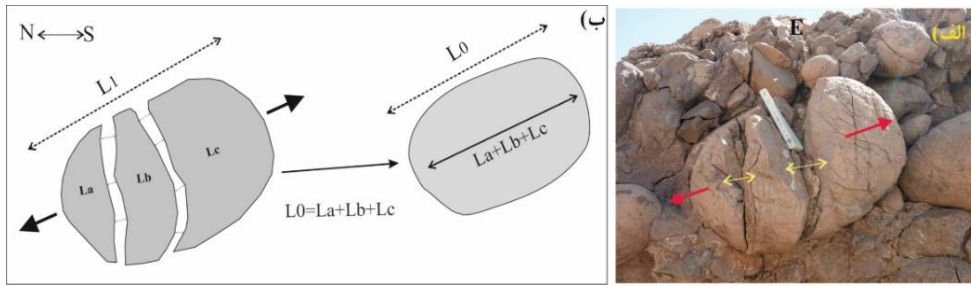 N S
L1
La
Lb
Lc
L0=La+Lb+Lc
L0
La+Lb+Lc
ب)
E
الف)